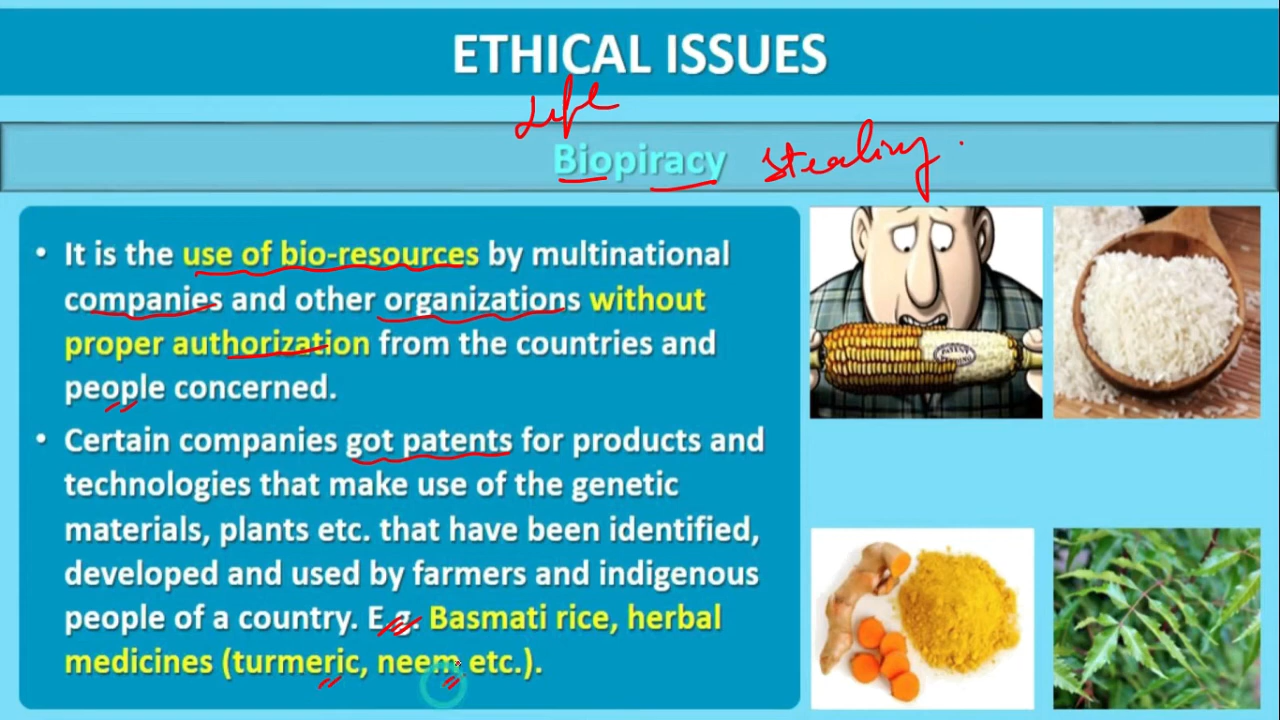 ETHICAL ISSUES
Life
Biopiracy stealing.
• It is the use of bio-resources by multinational
companies and other organizations without
proper authorization from the countries and
people concerned.
• Certain companies got patents for products and
technologies that make use of the genetic
materials, plants etc. that have been identified,
developed and used by farmers and indigenous
people of a country. E.g. Basmati rice, herbal
medicines (turmeric, neem etc.).